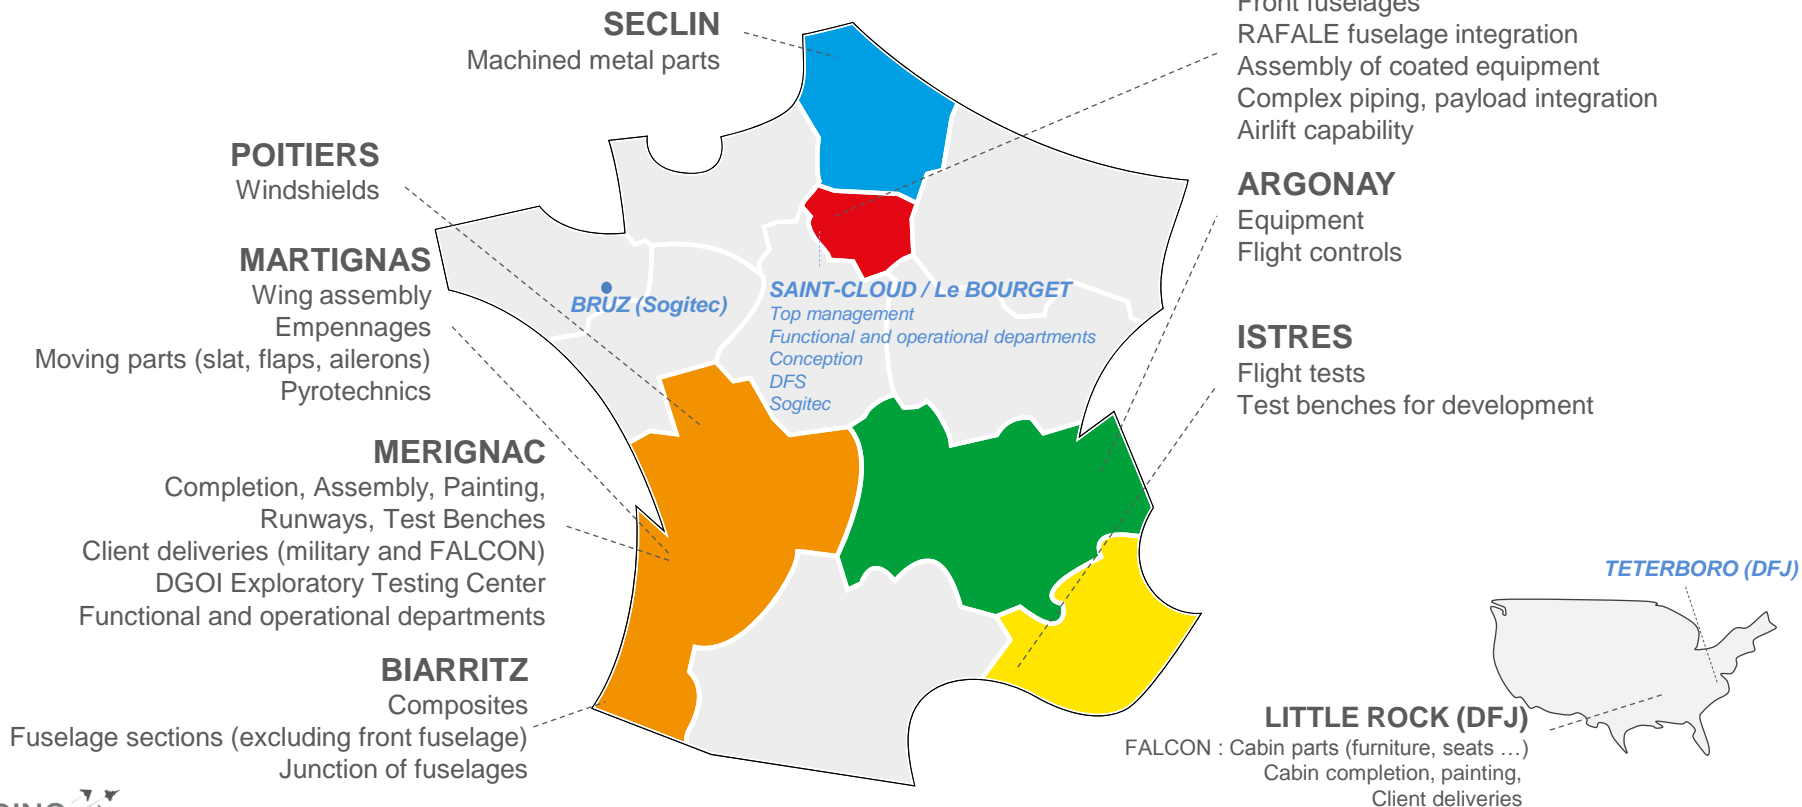 SECLIN
Machined metal parts
POITIERS
Windshields
MARTIGNAS
Wing assembly
Empennages
Moving parts (slat, flaps, ailerons)
Pyrotechnics
MERIGNAC
Completion, Assembly, Painting,
Runways, Test Benches
Client deliveries (military and FALCON)
DGOI Exploratory Testing Center
Functional and operational departments
BIARRITZ
Composites
Fuselage sections (excluding front fuselage)
Junction of fuselages
BRUZ (Sogitec)
SAINT-CLOUD / Le BOURGET
Top management
Functional and operational departments
Conception
DFS
Sogitec
Front fuselages
RAFALE fuselage integration
Assembly of coated equipment
Complex piping, payload integration
Airlift capability
ARGONAY
Equipment
Flight controls
ISTRES
Flight tests
Test benches for development
TETERBORO (DFJ)
LITTLE ROCK (DFJ)
FALCON : Cabin parts (furniture, seats ...)
Cabin completion, painting,
Client deliveries